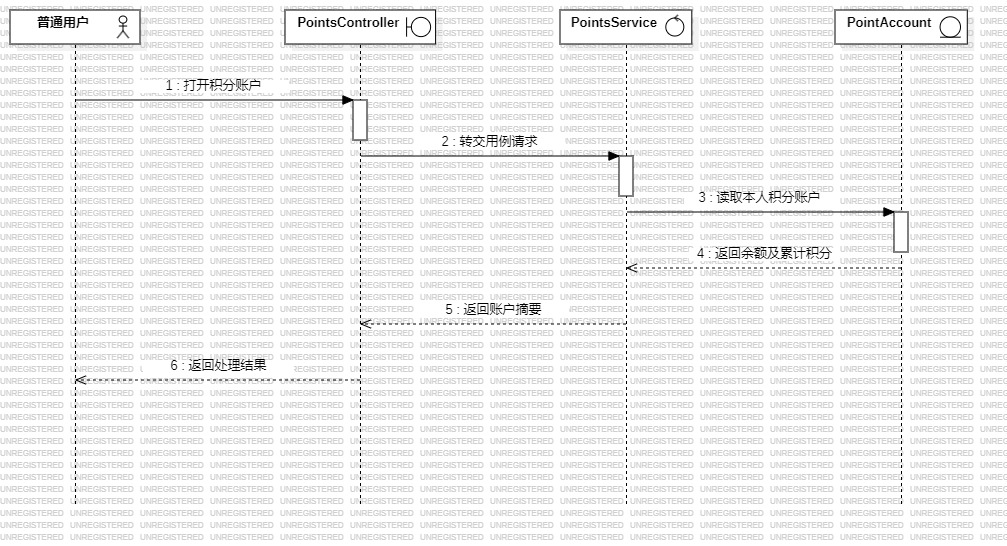 普通用户
PointsController
PointsService
PointAccount
1 : 打开积分账户
2 : 转交用例请求
3 : 读取本人积分账户
4 : 返回余额及累计积分
5 : 返回账户摘要
6 : 返回处理结果
UNREGISTERED